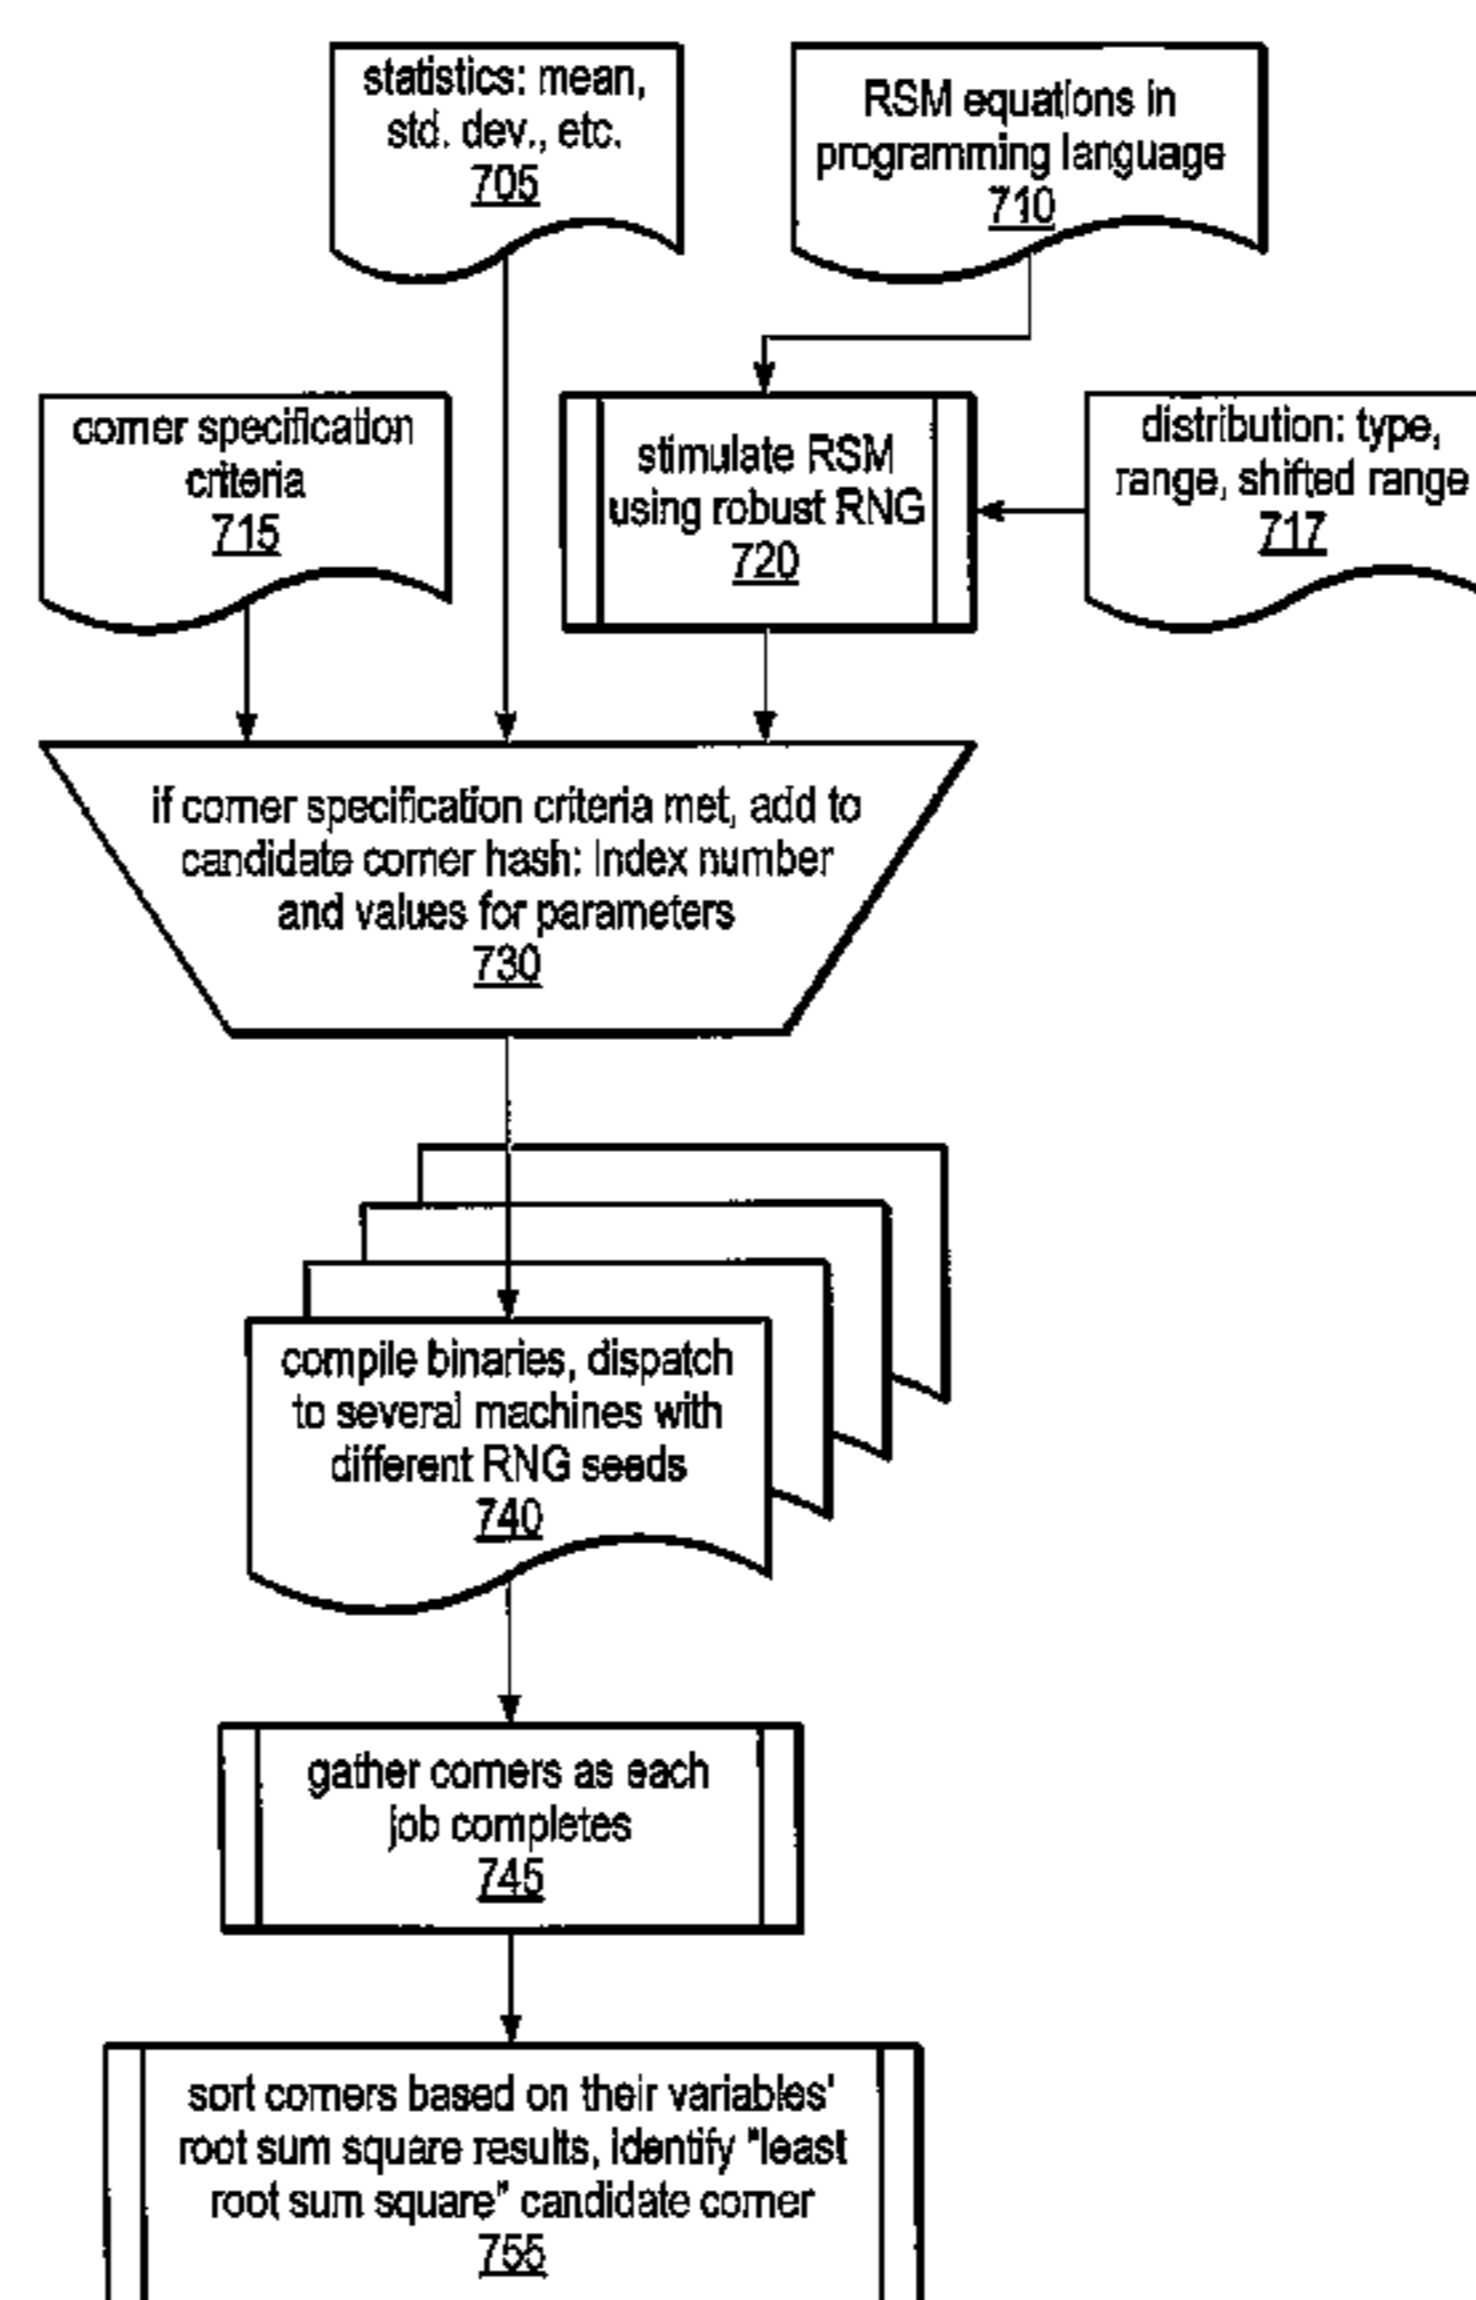 statistics: mean,
std. dev., etc.
705
RSM equations in
programming language
710
corner specification
criteria
715
stimulate RSM
using robust RNG
720
distribution: type,
range, shifted range
717
if corner specification criteria met, add to
candidate corner hash: index number
and values for parameters
730
compile binaries, dispatch
to several machines with
different RNG seeds
740
gather corners as each
job completes
745
sort corners based on their variables'
root sum square results, identify "least
root sum square" candidate corner
755